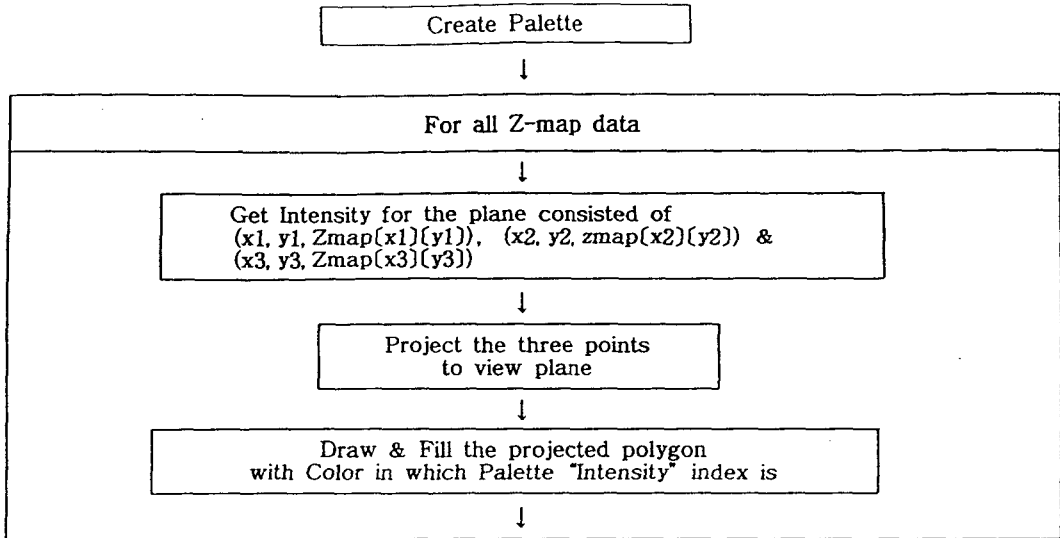 Create Palette
For all Z-map data
Get Intensity for the plane consisted of
(x1, y1, Zmap(x1)(y1)), (x2, y2, zmap(x2)(y2)) &
(x3, y3, Zmap(x3)(y3))
Project the three points
to view plane
Draw & Fill the projected polygon
with Color in which Palette "Intensity" index is